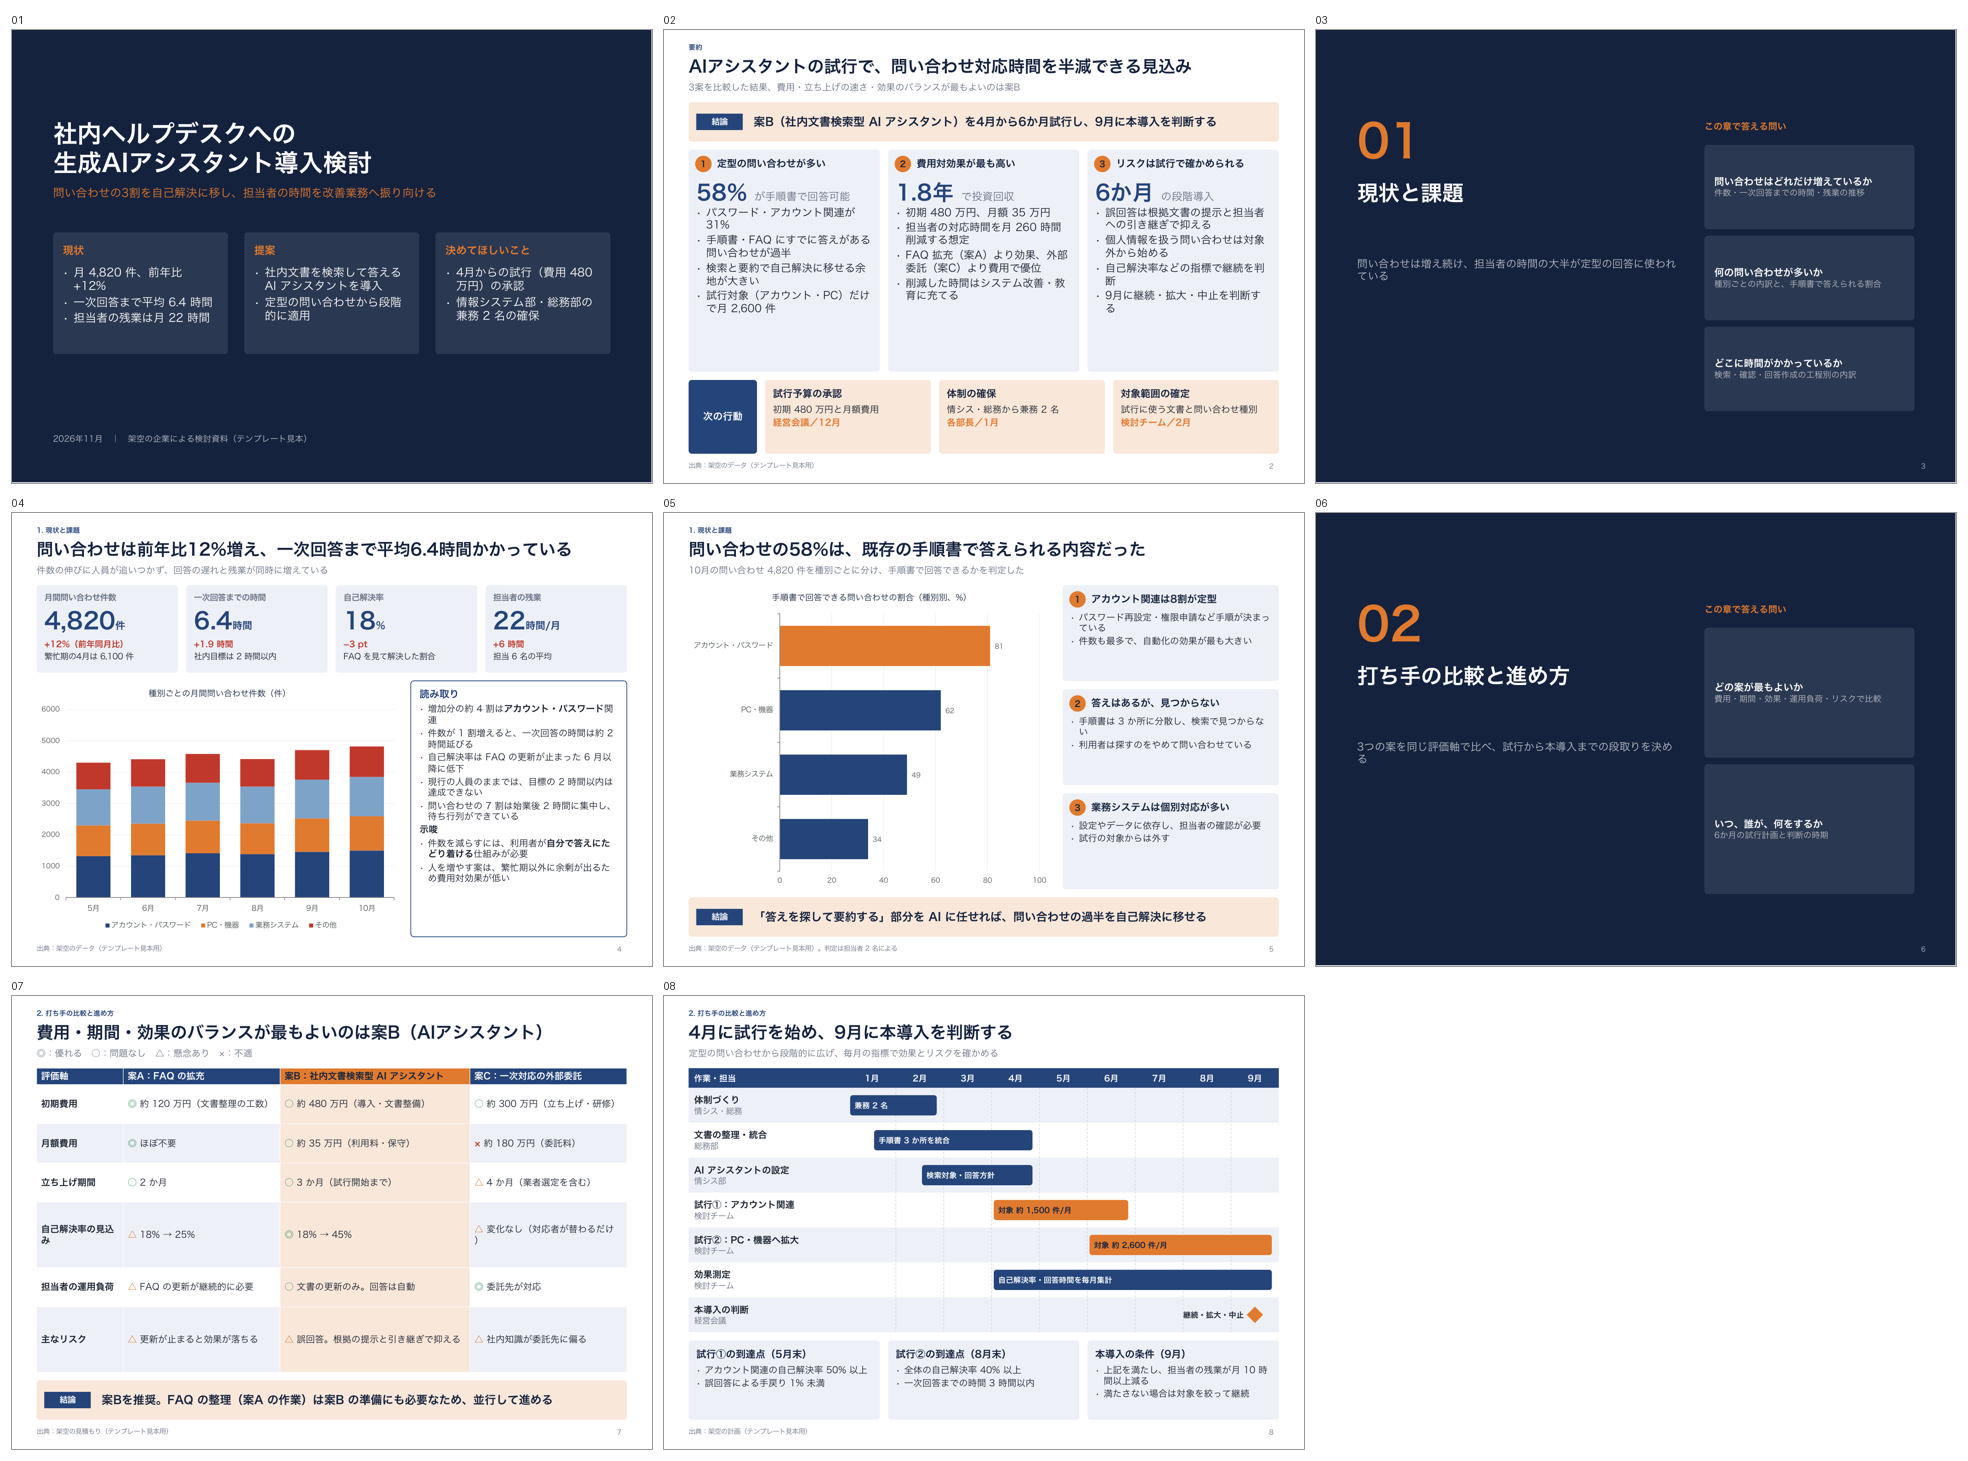 01
社内ヘルプデスクへの
生成AIアシスタント導入検討
問い合わせの3割を自己解決に移し、担当者の時間を改善業務へ振り向ける
現状
・月 4,820 件、前年比
+12%
・一次回答まで平均 6.4 時間
・担当者の残業は月 22 時間
提案
・社内文書を検索して答える
AI アシスタントを導入
・定型の問い合わせから段階
的に適用
決めてほしいこと
・4月からの試行（費用 480
万円）の承認
・情報システム部・総務部の
兼務 2 名の確保
2026年11月 ｜ 架空の企業による検討資料（テンプレート見本）
02
要約
AIアシスタントの試行で、問い合わせ対応時間を半減できる見込み
3案を比較した結果、費用・立ち上げの速さ・効果のバランスが最もよいのは案B
結論 案B（社内文書検索型 AI アシスタント）を4月から6か月試行し、9月に本導入を判断する
1 定型の問い合わせが多い
58% が手順書で回答可能
・パスワード・アカウント関連が
31%
・手順書・FAQ にすでに答えがある
問い合わせが過半
・検索と要約で自己解決に移せる余
地が大きい
・試行対象（アカウント・PC）だけ
で月 2,600 件
2 費用対効果が最も高い
1.8年 で投資回収
・初期 480 万円、月額 35 万円
・担当者の対応時間を月 260 時間
削減する想定
・FAQ 拡充（案A）より効果、外部
委託（案C）より費用で優位
・削減した時間はシステム改善・教
育に充てる
3 リスクは試行で確かめられる
6か月 の段階導入
・誤回答は根拠文書の提示と担当者
への引き継ぎで抑える
・個人情報を扱う問い合わせは対象
外から始める
・自己解決率などの指標で継続を判
断
・9月に継続・拡大・中止を判断す
る
次の行動
試行予算の承認
初期 480 万円と月額費用
経営会議／12月
体制の確保
情シス・総務から兼務 2 名
各部長／1月
対象範囲の確定
試行に使う文書と問い合わせ種別
検討チーム／2月
出典：架空のデータ（テンプレート見本用）
2
03
01
現状と課題
問い合わせは増え続け、担当者の時間の大半が定型の回答に使われ
ている
この章で答える問い
問い合わせはどれだけ増えているか
件数・一次回答までの時間・残業の推移
何の問い合わせが多いか
種別ごとの内訳と、手順書で答えられる割合
どこに時間がかかっているか
検索・確認・回答作成の工程別の内訳
3
04
1. 現状と課題
問い合わせは前年比12%増え、一次回答まで平均6.4時間かかっている
件数の伸びに人員が追いつかず、回答の遅れと残業が同時に増えている
月間問い合わせ件数
4,820件
+12%（前年同月比）
繁忙期の4月は 6,100 件
一次回答までの時間
6.4時間
+1.9 時間
社内目標は 2 時間以内
自己解決率
18%
−3 pt
FAQ を見て解決した割合
担当者の残業
22時間/月
+6 時間
担当 6 名の平均
種別ごとの月間問い合わせ件数（件）
6000
5000
4000
3000
2000
1000
0
5月 6月 7月 8月 9月 10月
アカウント・パスワード PC・機器 業務システム その他
読み取り
・増加分の約 4 割はアカウント・パスワード関
連
・件数が 1 割増えると、一次回答の時間は約 2
時間延びる
・自己解決率は FAQ の更新が止まった 6 月以
降に低下
・現行の人員のままでは、目標の 2 時間以内は
達成できない
・問い合わせの 7 割は始業後 2 時間に集中し、
待ち行列ができている
示唆
・件数を減らすには、利用者が自分で答えにた
どり着ける仕組みが必要
・人を増やす案は、繁忙期以外に余剰が出るた
め費用対効果が低い
出典：架空のデータ（テンプレート見本用）
4
05
1. 現状と課題
問い合わせの58%は、既存の手順書で答えられる内容だった
10月の問い合わせ 4,820 件を種別ごとに分け、手順書で回答できるかを判定した
手順書で回答できる問い合わせの割合（種別別、%）
アカウント・パスワード 81
PC・機器 62
業務システム 49
その他 34
0 20 40 60 80 100
1 アカウント関連は8割が定型
・パスワード再設定・権限申請など手順が決まっ
ている
・件数も最多で、自動化の効果が最も大きい
2 答えはあるが、見つからない
・手順書は 3 か所に分散し、検索で見つからな
い
・利用者は探すのをやめて問い合わせている
3 業務システムは個別対応が多い
・設定やデータに依存し、担当者の確認が必要
・試行の対象からは外す
結論 「答えを探して要約する」部分を AI に任せれば、問い合わせの過半を自己解決に移せる
出典：架空のデータ（テンプレート見本用）。判定は担当者 2 名による
5
06
02
打ち手の比較と進め方
3つの案を同じ評価軸で比べ、試行から本導入までの段取りを決め
る
この章で答える問い
どの案が最もよいか
費用・期間・効果・運用負荷・リスクで比較
いつ、誰が、何をするか
6か月の試行計画と判断の時期
6
07
2. 打ち手の比較と進め方
費用・期間・効果のバランスが最もよいのは案B（AIアシスタント）
◎：優れる ○：問題なし △：懸念あり ×：不適
評価軸 案A：FAQ の拡充 案B：社内文書検索型 AI アシスタント 案C：一次対応の外部委託
初期費用 ◎ 約 120 万円（文書整理の工数） ○ 約 480 万円（導入・文書整備） ○ 約 300 万円（立ち上げ・研修）
月額費用 ◎ ほぼ不要 ○ 約 35 万円（利用料・保守） × 約 180 万円（委託料）
立ち上げ期間 ○ 2 か月 ○ 3 か月（試行開始まで） △ 4 か月（業者選定を含む）
自己解決率の見込
み △ 18% → 25% ◎ 18% → 45% △ 変化なし（対応者が替わるだけ
）
担当者の運用負荷 △ FAQ の更新が継続的に必要 ○ 文書の更新のみ。回答は自動 ◎ 委託先が対応
主なリスク △ 更新が止まると効果が落ちる △ 誤回答。根拠の提示と引き継ぎで抑える △ 社内知識が委託先に偏る
結論 案Bを推奨。FAQ の整理（案A の作業）は案B の準備にも必要なため、並行して進める
出典：架空の見積もり（テンプレート見本用）
7
08
2. 打ち手の比較と進め方
4月に試行を始め、9月に本導入を判断する
定型の問い合わせから段階的に広げ、毎月の指標で効果とリスクを確かめる
作業・担当 1月 2月 3月 4月 5月 6月 7月 8月 9月
体制づくり
情シス・総務
兼務 2 名
文書の整理・統合
総務部
手順書 3 か所を統合
AI アシスタントの設定
情シス部
検索対象・回答方針
試行①：アカウント関連
検討チーム
対象 約 1,500 件/月
試行②：PC・機器へ拡大
検討チーム
対象 約 2,600 件/月
効果測定
検討チーム
自己解決率・回答時間を毎月集計
本導入の判断
経営会議
継続・拡大・中止
試行①の到達点（5月末）
・アカウント関連の自己解決率 50% 以上
・誤回答による手戻り 1% 未満
試行②の到達点（8月末）
・全体の自己解決率 40% 以上
・一次回答までの時間 3 時間以内
本導入の条件（9月）
・上記を満たし、担当者の残業が月 10 時
間以上減る
・満たさない場合は対象を絞って継続
出典：架空の計画（テンプレート見本用）
8